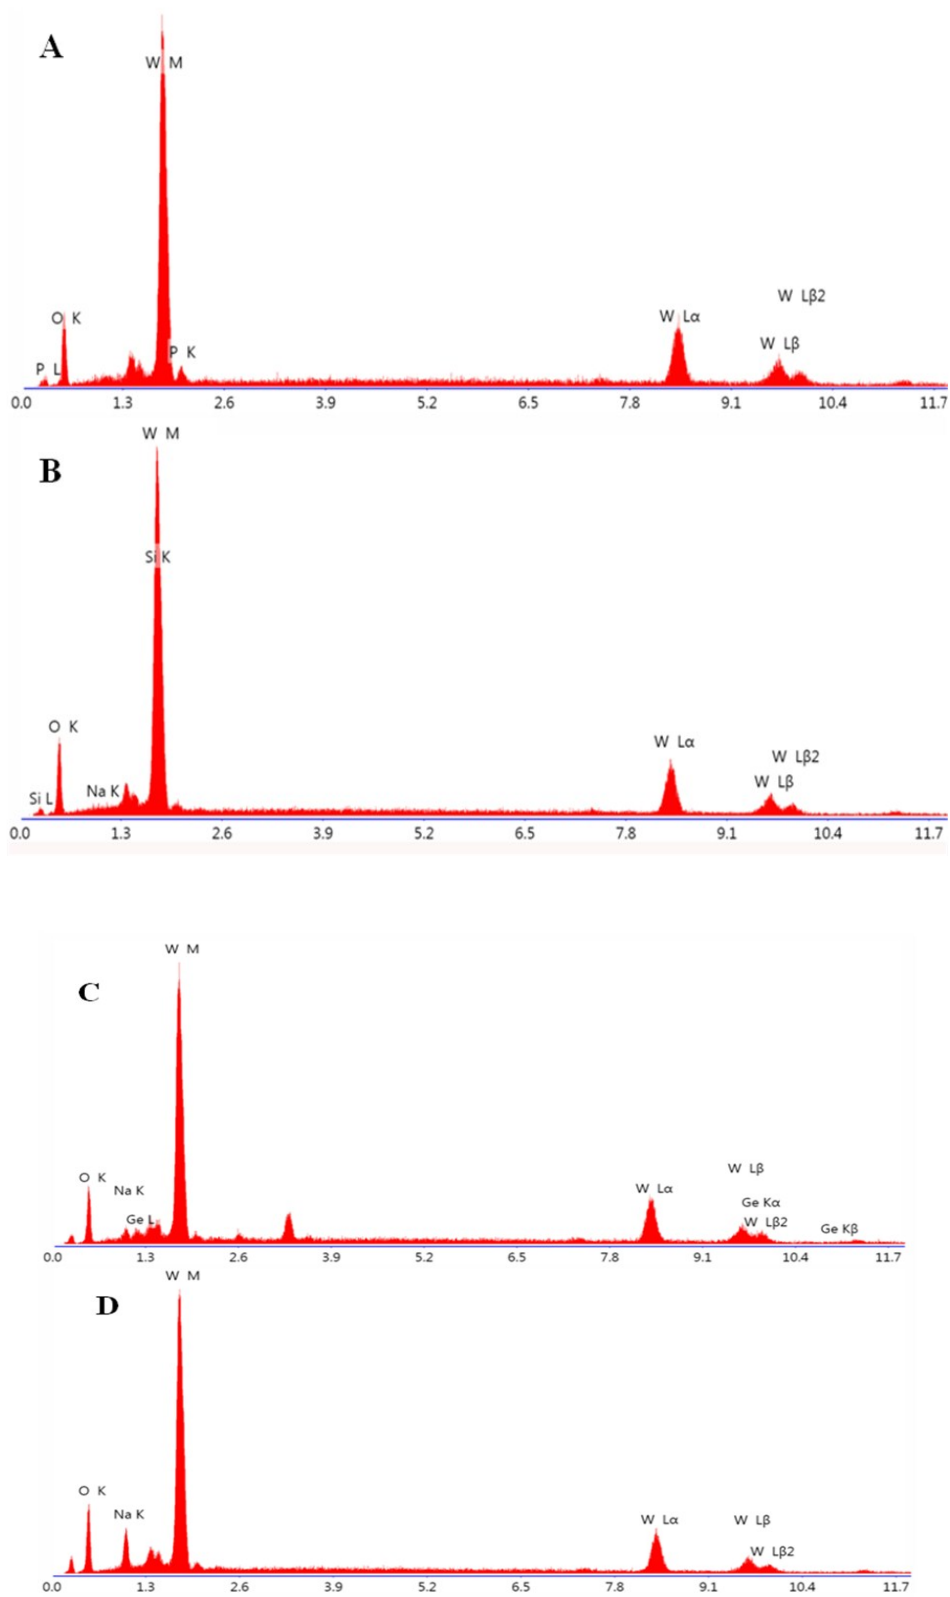 A
W M
W Lβ2
O K
W Lα
W Lβ
P K
P L
0.0 1.3 2.6 3.9 5.2 6.5 7.8 9.1 10.4 11.7
W M
B
Si K
O K
W Lα
W Lβ2
W Lβ
Na K
Si L
0.0 1.3 2.6 3.9 5.2 6.5 7.8 9.1 10.4 11.7
W M
C
W Lβ
O K
Na K
W Lα
Ge Kα
Ge L
W Lβ2
Ge Kβ
0.0 1.3 2.6 3.9 5.2 6.5 7.8 9.1 10.4 11.7
W M
D
O K
Na K
W Lα
W Lβ
W Lβ2
0.0 1.3 2.6 3.9 5.2 6.5 7.8 9.1 10.4 11.7